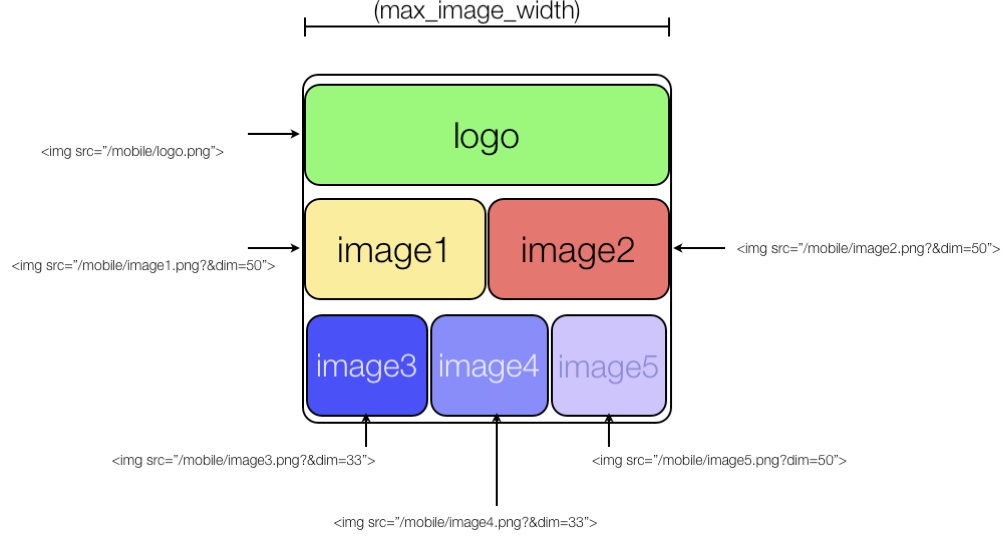 (max_image_width)
logo
<img src=”/mobile/logo.png”>
image1
image2
<img src=”/mobile/image2.png?&dim=50”>
<img src=”/mobile/image1.png?&dim=50”>
image3
image4
image5
<img src=”/mobile/image3.png?&dim=33”>
<img src=”/mobile/image5.png?dim=50”>
<img src=”/mobile/image4.png?&dim=33”>